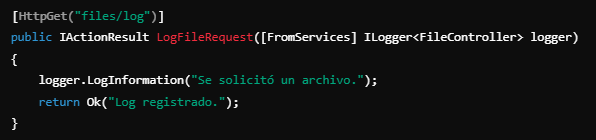 [HttpGet("files/log")]
public IActionResult LogFileRequest([FromServices] ILogger<FileController> logger)
{
    logger.LogInformation("Se solicitó un archivo.");
    return Ok("Log registrado.");
}